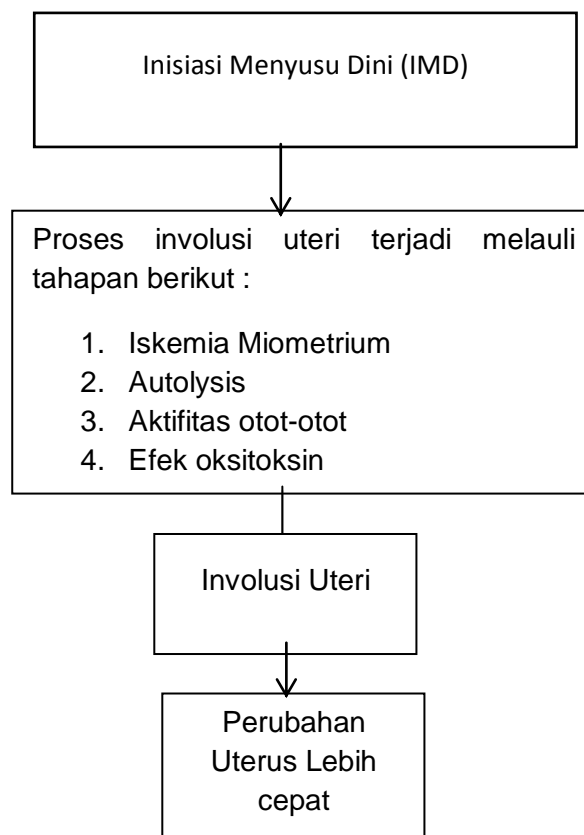 Inisiasi Menyusu Dini (IMD)
Proses involusi uteri terjadi melauli
tahapan berikut :
1. Iskemia Miometrium
2. Autolysis
3. Aktifitas otot-otot
4. Efek oksitoksin
Involusi Uteri
Perubahan
Uterus Lebih
cepat